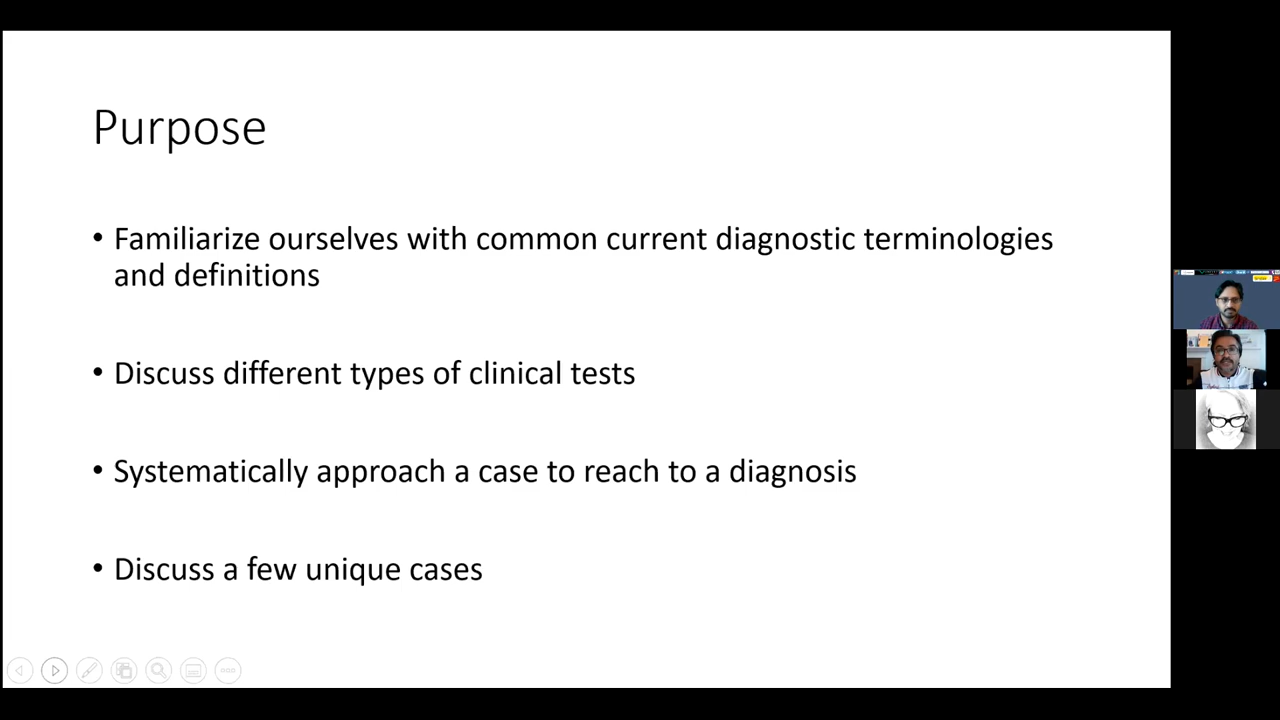 Purpose
• Familiarize ourselves with common current diagnostic terminologies
and definitions
• Discuss different types of clinical tests
• Systematically approach a case to reach to a diagnosis
• Discuss a few unique cases